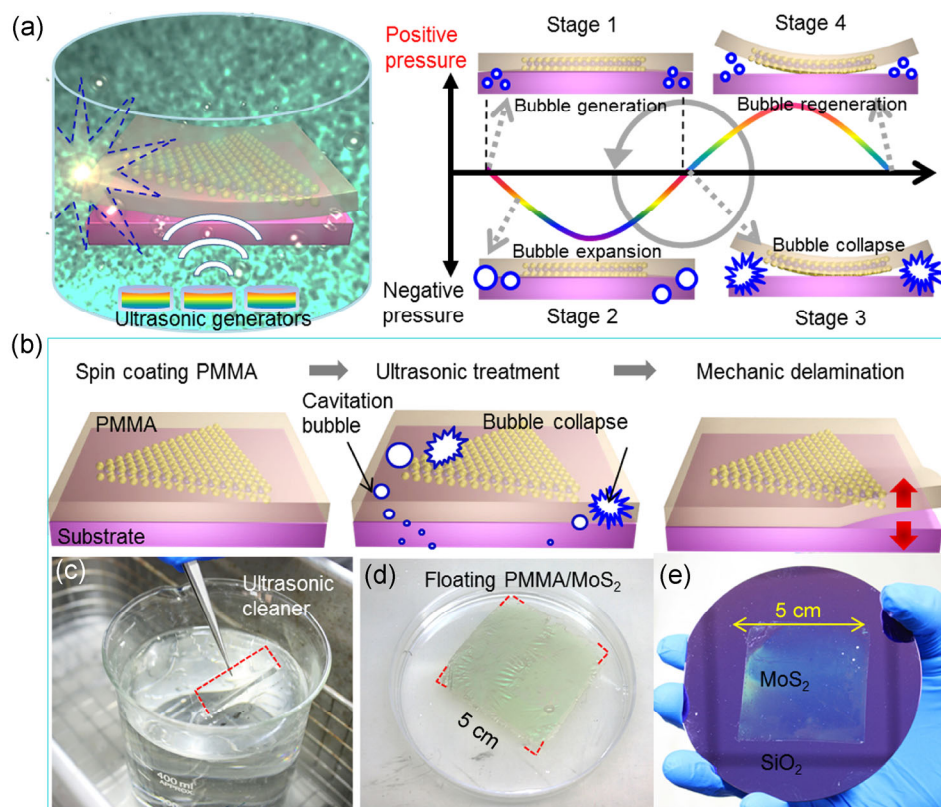 (a)
Positive
pressure
Stage 1
Stage 4
Bubble generation
Bubble regeneration
Bubble expansion
Bubble collapse
Negative
pressure
Stage 2
Stage 3
Ultrasonic generators
(b)
Spin coating PMMA
Ultrasonic treatment
Mechanic delamination
PMMA
Cavitation
bubble
Bubble collapse
Substrate
(c)
Ultrasonic
cleaner
400 ml
APPROX
(d)
Floating PMMA/MoS₂
5 cm
(e)
5 cm
MoS₂
SiO₂